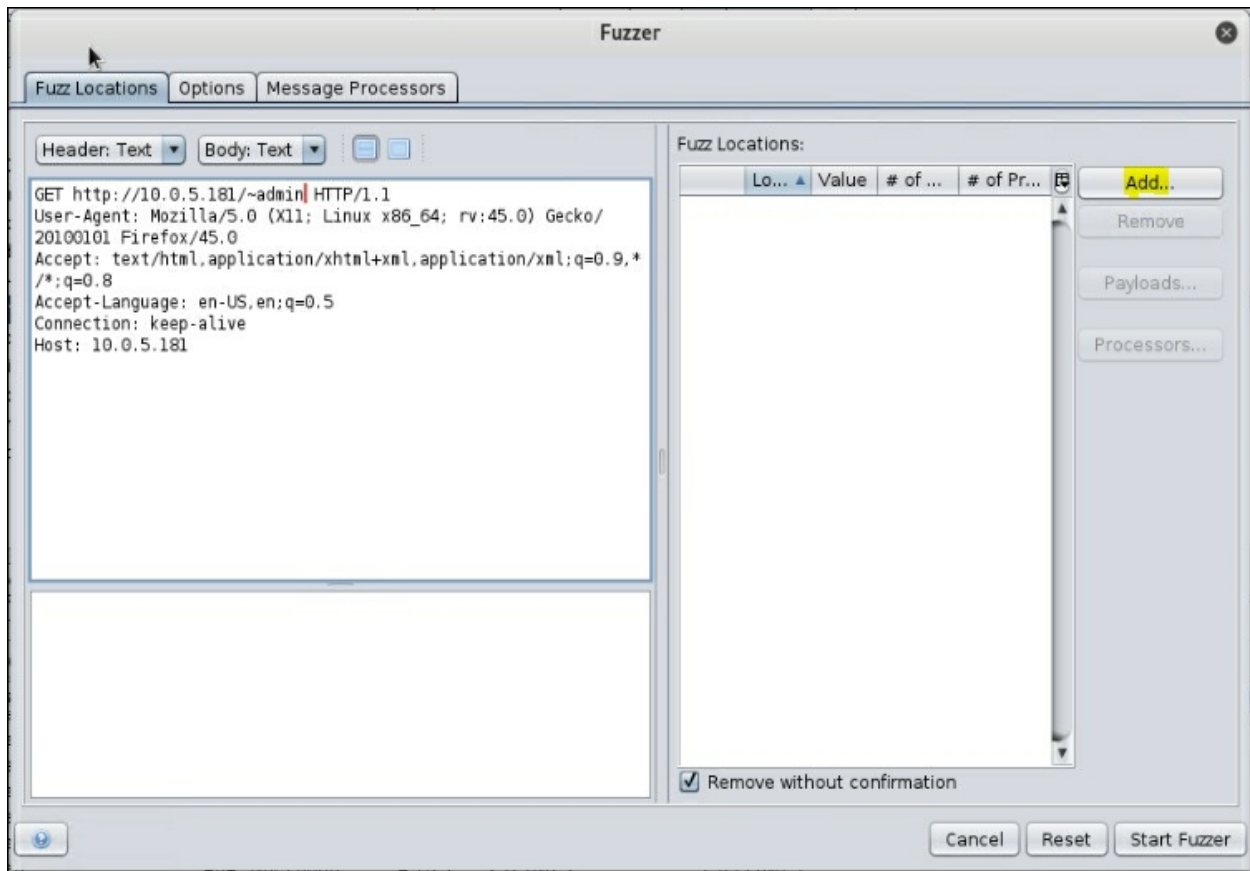 Fuzzer
Fuzz Locations
Options
Message Processors
Header: Text
Body: Text
GET http://10.0.5.181/~admin HTTP/1.1
User-Agent: Mozilla/5.0 (X11; Linux x86_64; rv:45.0) Gecko/
20100101 Firefox/45.0
Accept: text/html,application/xhtml+xml,application/xml;q=0.9,*
/*;q=0.8
Accept-Language: en-US,en;q=0.5
Connection: keep-alive
Host: 10.0.5.181
Fuzz Locations:
Lo... Value # of ... # of Pr...
Add...
Remove
Payloads...
Processors...
Remove without confirmation
Cancel
Reset
Start Fuzzer